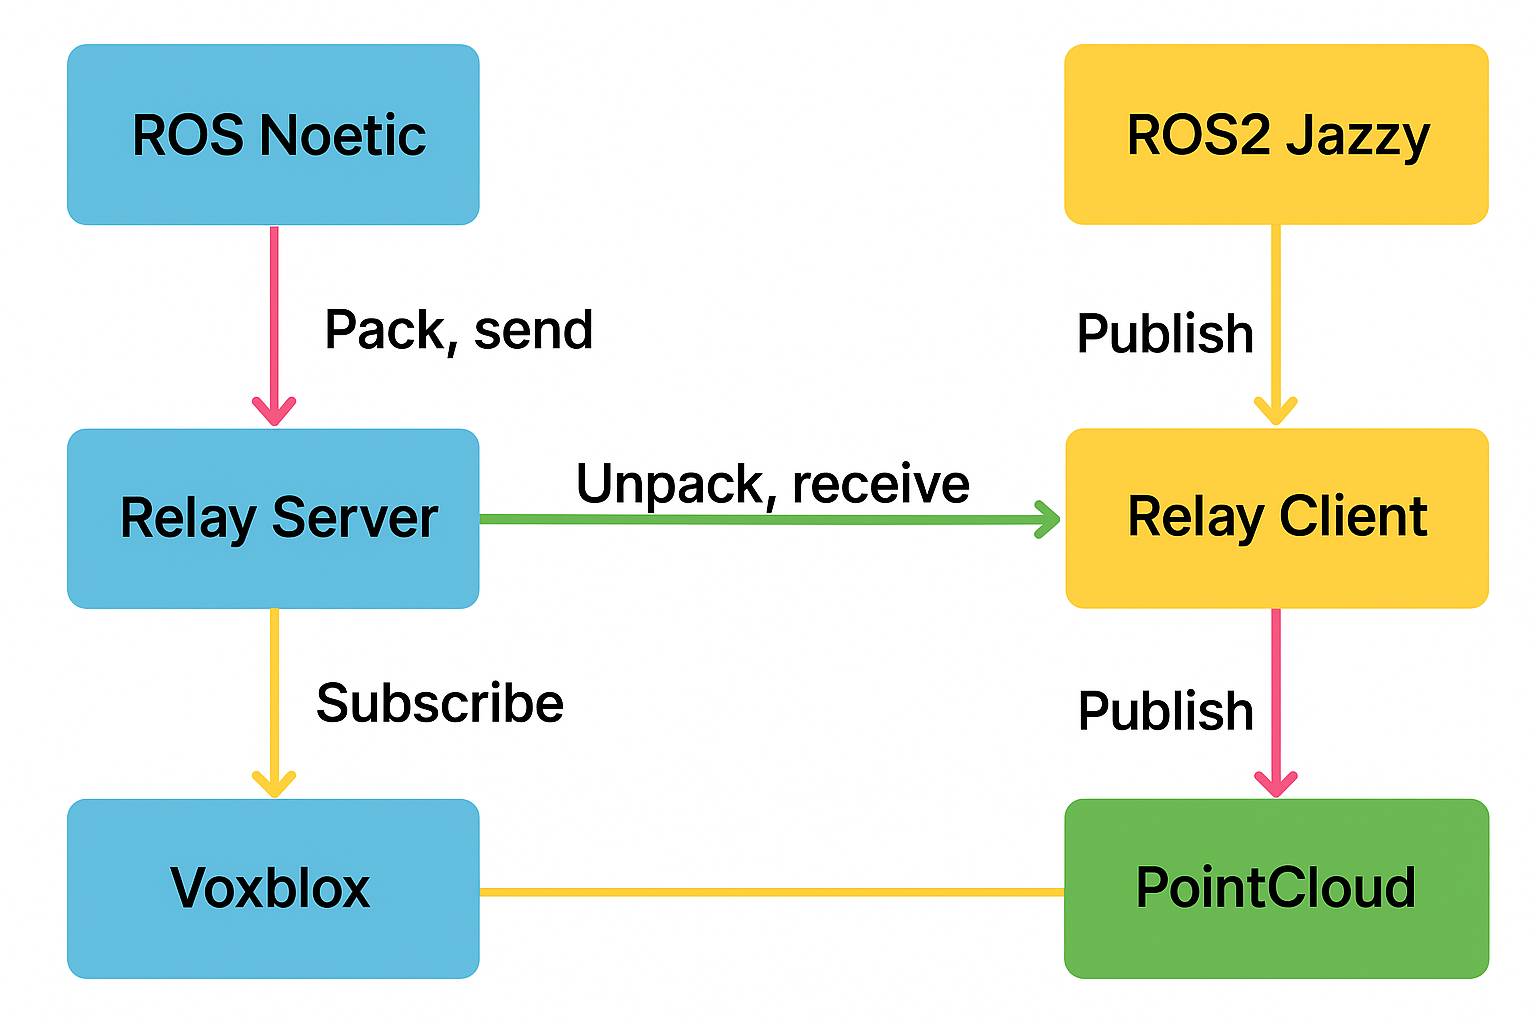 ROS Noetic
ROS2 Jazzy
Pack, send
Publish
Relay Server
Unpack, receive
Relay Client
Subscribe
Publish
Voxblox
PointCloud